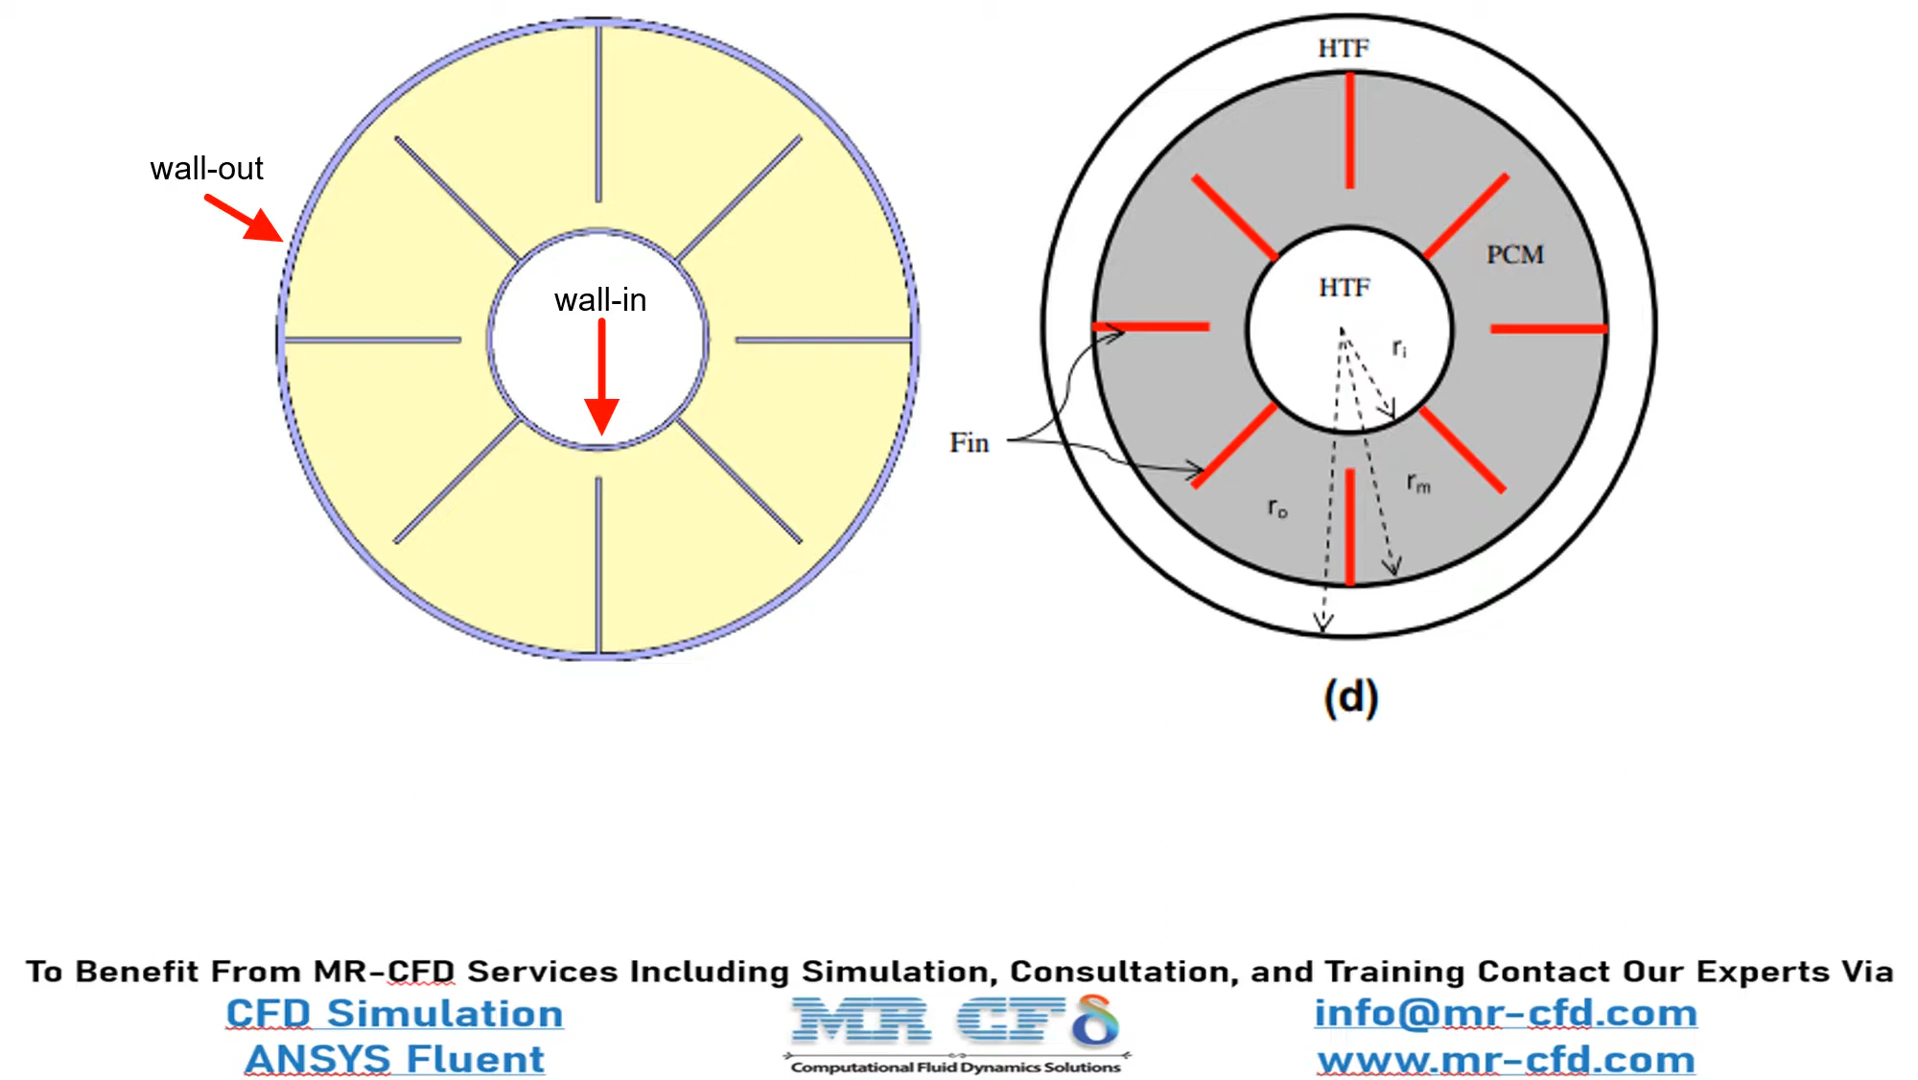 wall-out
wall-in
HTF
PCM
HTF
ri
Fin
rm
ro
(d)
To Benefit From MR-CFD Services Including Simulation, Consultation, and Training Contact Our Experts Via
CFD Simulation
ANSYS Fluent
MR CFδ
Computational Fluid Dynamics Solutions
info@mr-cfd.com
www.mr-cfd.com